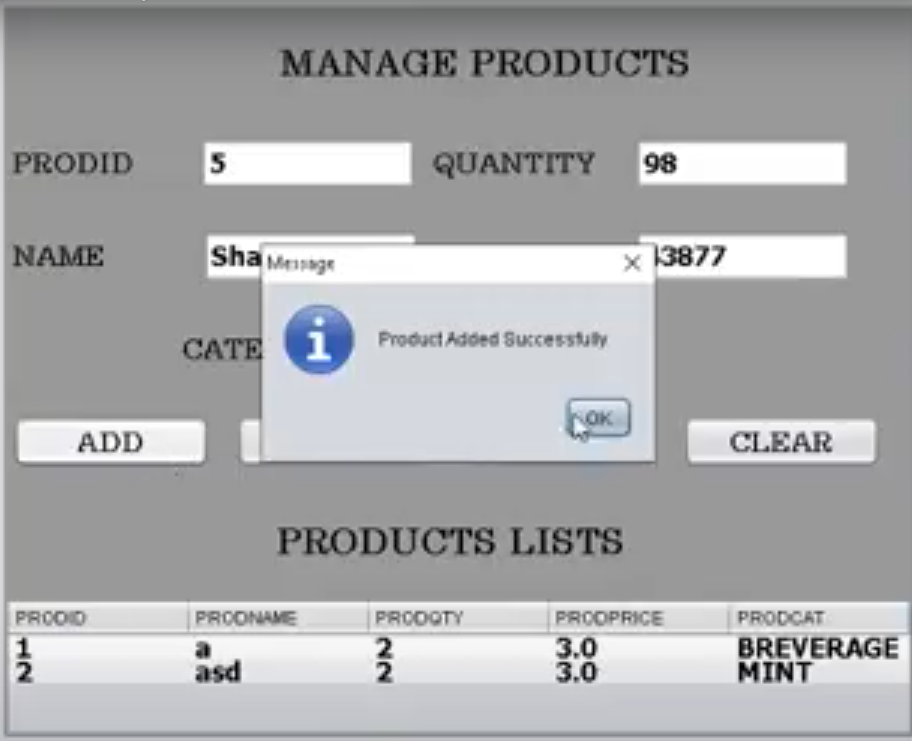 MANAGE PRODUCTS
PRODID 5 QUANTITY 98
NAME Sha 3877
Message
CATE
Product Added Successfully
OK
ADD CLEAR
PRODUCTS LISTS
PRODID PRODNAME PRODQTY PRODPRICE PRODCAT
1 a 2 3.0 BREVERAGE
2 asd 2 3.0 MINT